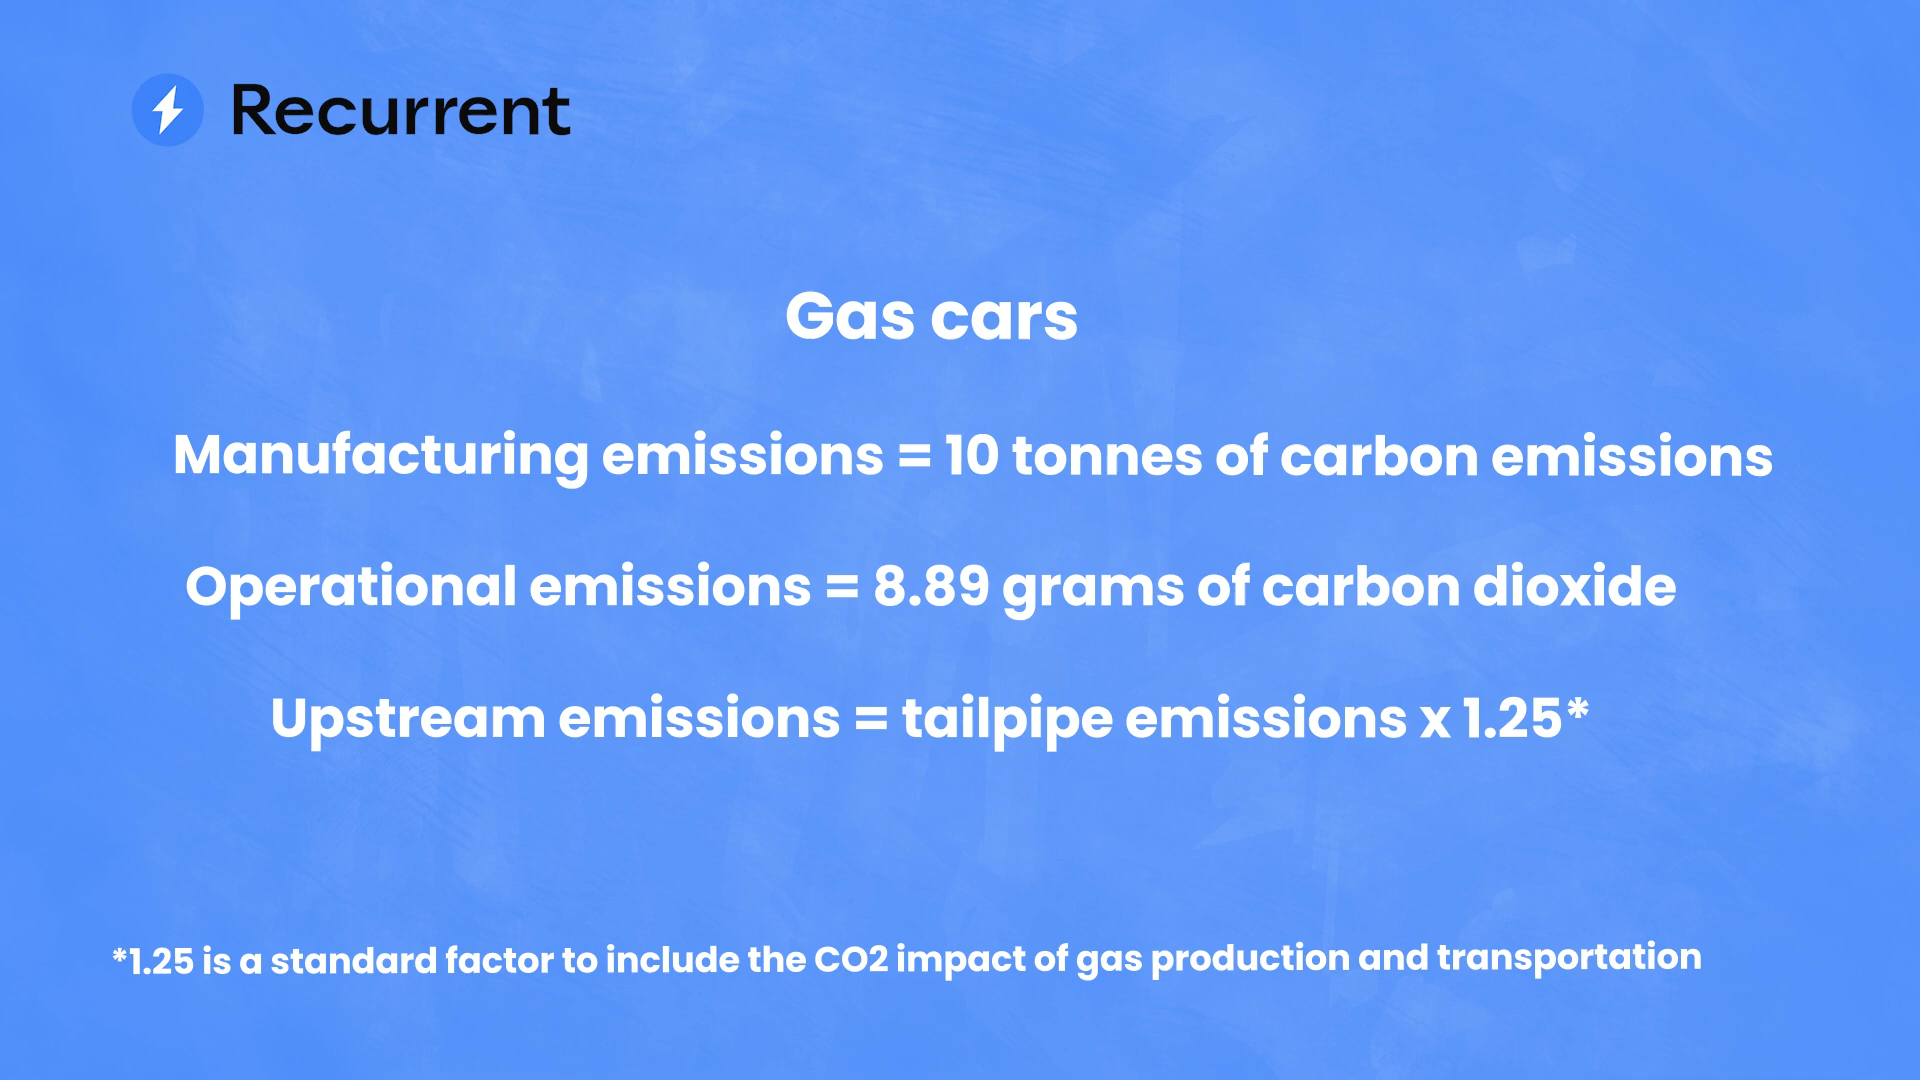 Recurrent
Gas cars
Manufacturing emissions = 10 tonnes of carbon emissions
Operational emissions = 8.89 grams of carbon dioxide
Upstream emissions = tailpipe emissions x 1.25*
*1.25 is a standard factor to include the CO2 impact of gas production and transportation